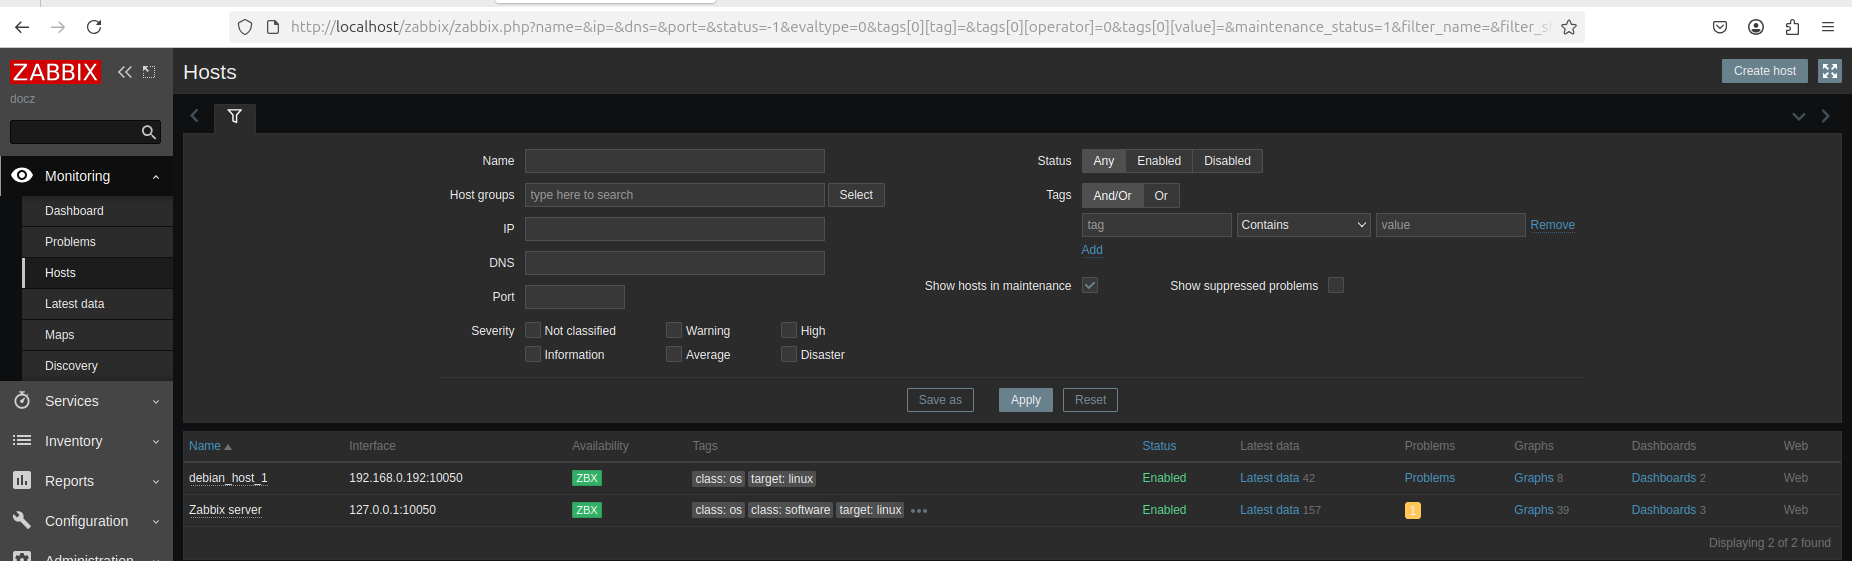 http://localhost/zabbix/zabbix.php?name=&ip=&dns=&port=&status=-1&evaltype=0&tags[0][tag]=&tags[0][operator]=0&tags[0][value]=&maintenance_status=1&filter_name=&filter_s
ZABBIX
docz
Monitoring
Dashboard
Problems
Hosts
Latest data
Maps
Discovery
Services
Inventory
Reports
Configuration
Administration
Hosts
Create host
Name
Host groups type here to search Select
IP
DNS
Port
Severity Not classified Warning High
Information Average Disaster
Status Any Enabled Disabled
Tags And/Or Or
tag Contains value Remove
Add
Show hosts in maintenance Show suppressed problems
Save as Apply Reset
Name Interface Availability Tags Status Latest data Problems Graphs Dashboards Web
debian_host_1 192.168.0.192:10050 ZBX class: os target: linux Enabled Latest data 42 Problems Graphs 8 Dashboards 2 Web
Zabbix server 127.0.0.1:10050 ZBX class: os class: software target: linux ••• Enabled Latest data 157 1 Graphs 39 Dashboards 3 Web
Displaying 2 of 2 found